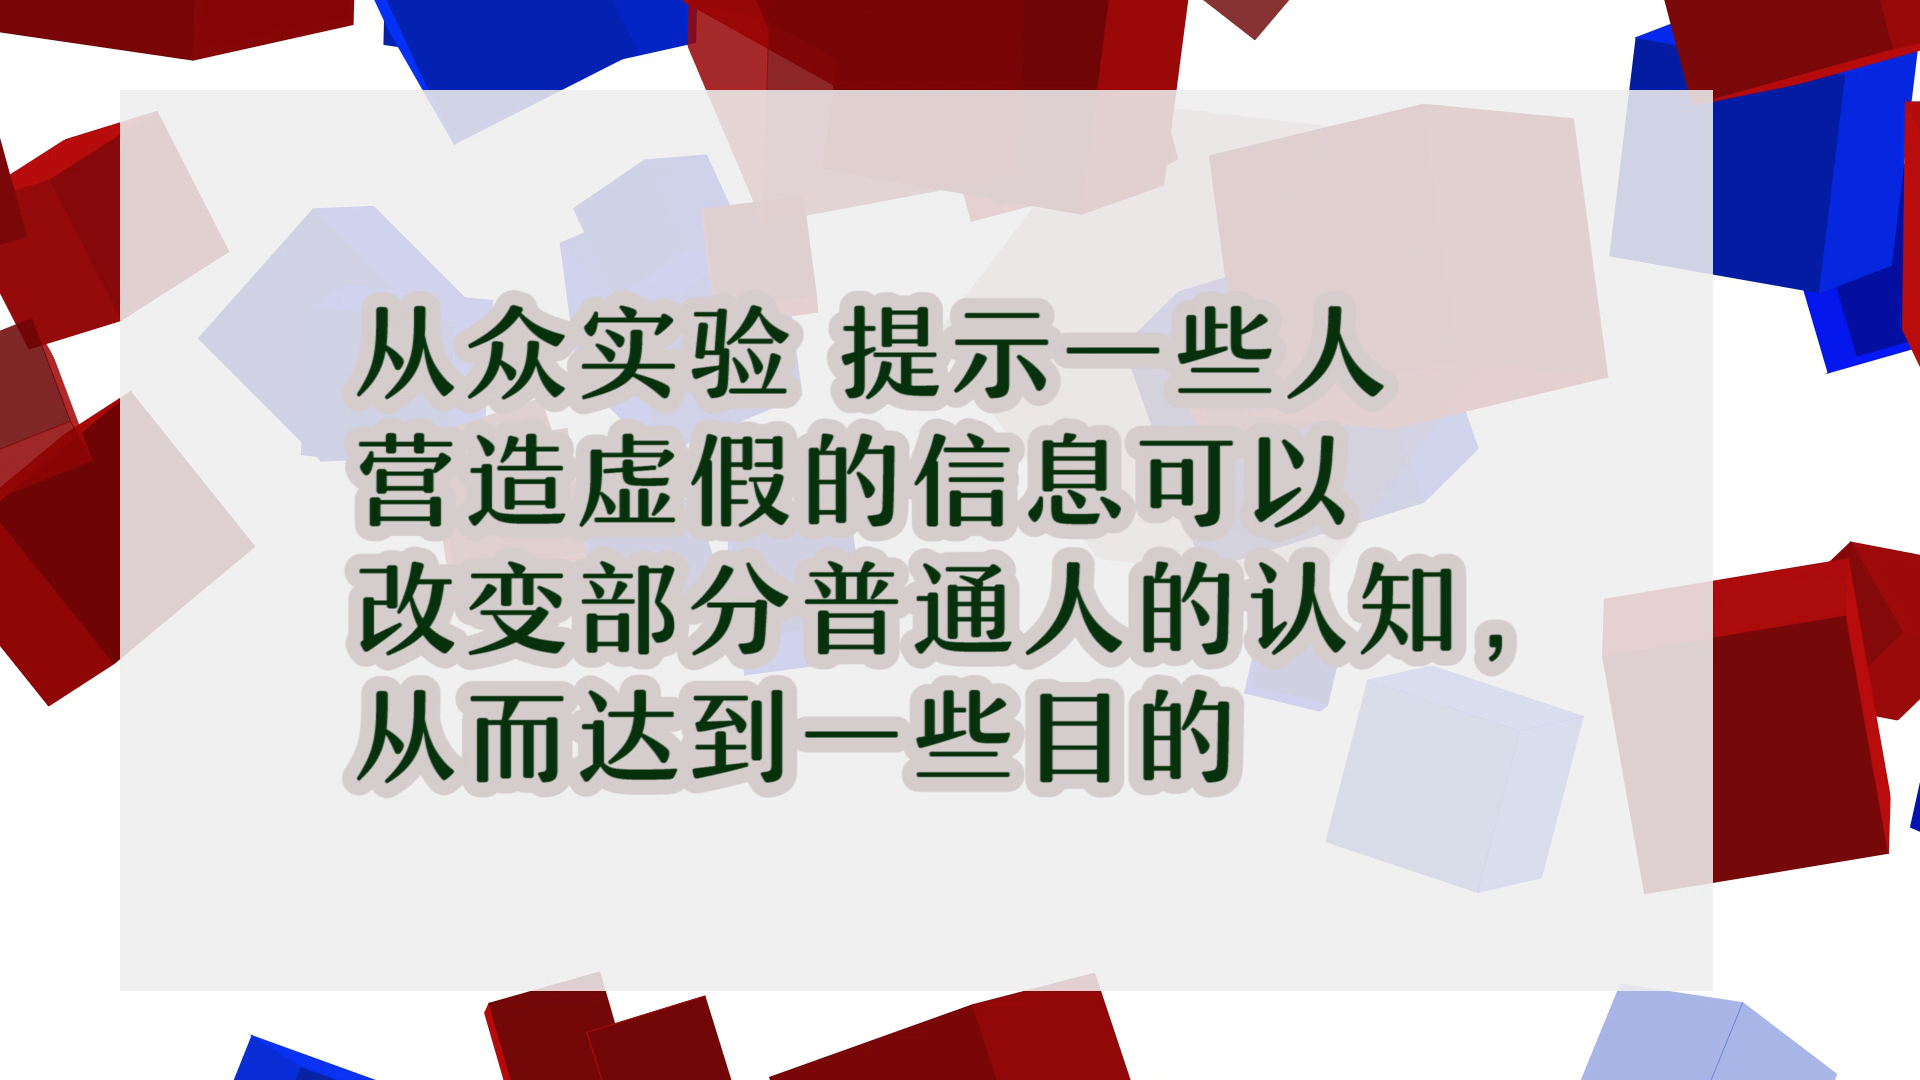 从众实验 提示一些人
营造虚假的信息可以
改变部分普通人的认知，
从而达到一些目的